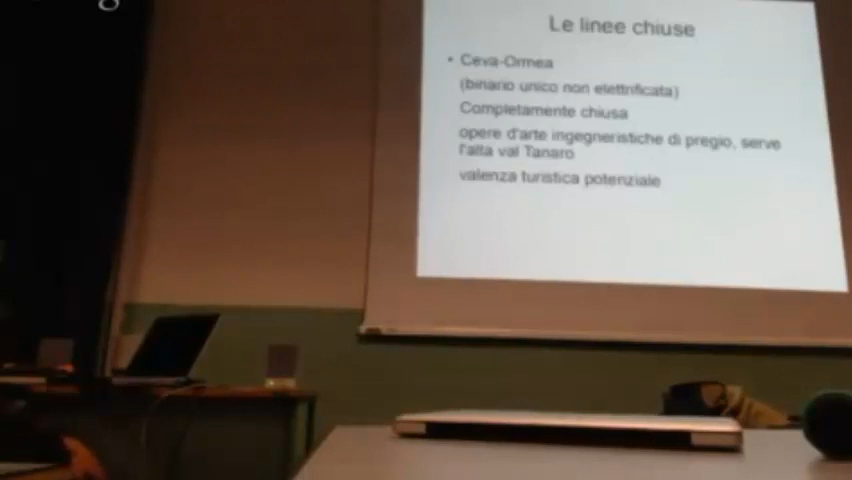 Le linee chiuse
• Ceva-Ormea
(binario unico non elettrificata)
Completamente chiusa
opere d'arte ingegneristiche di pregio, serve
l'alta val Tanaro
valenza turistica potenziale